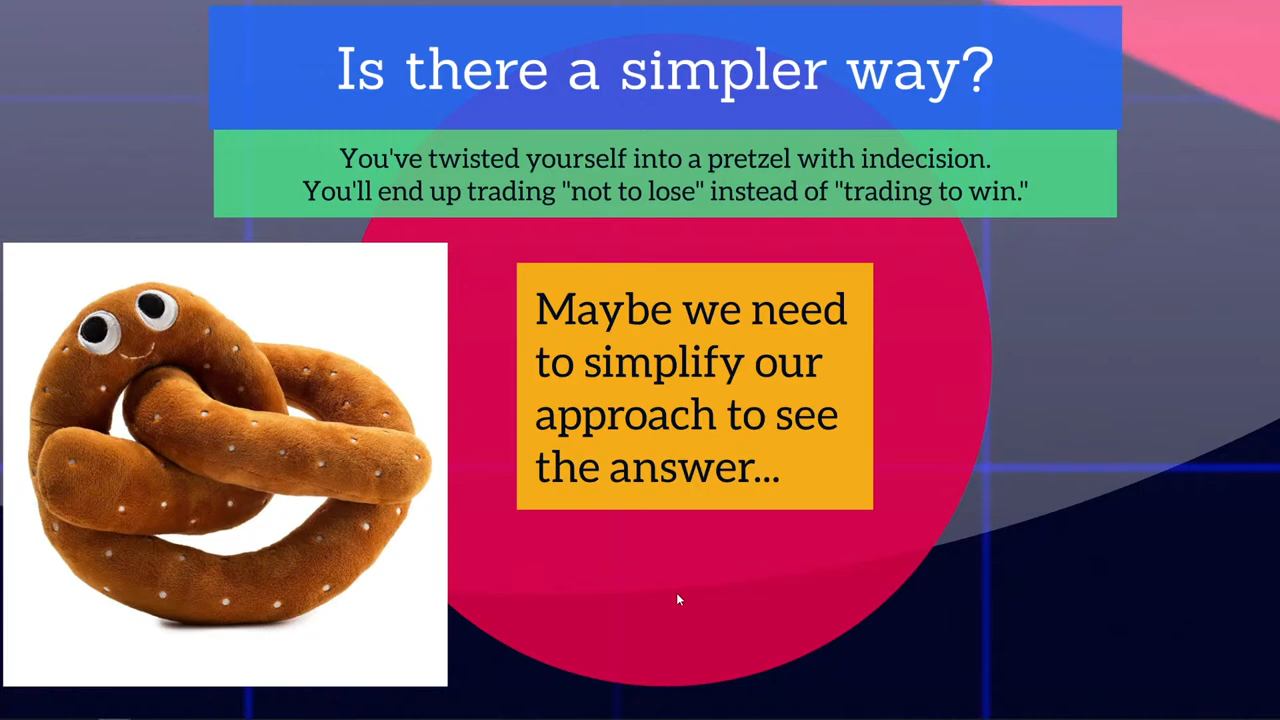 Is there a simpler way?
You've twisted yourself into a pretzel with indecision.
You'll end up trading "not to lose" instead of "trading to win."
Maybe we need
to simplify our
approach to see
the answer...